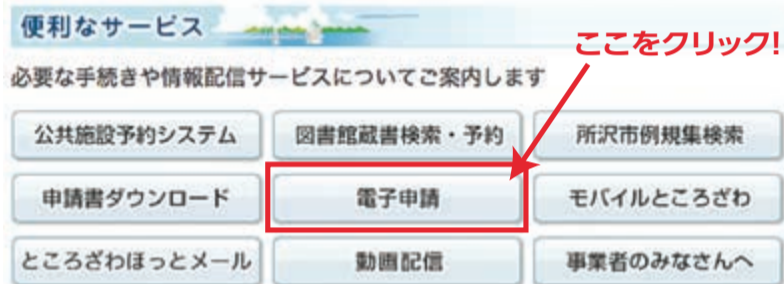 便利なサービス
ここをクリック!
必要な手続きや情報配信サービスについてご案内します
公共施設予約システム
図書館蔵書検索・予約
所沢市例規集検索
申請書ダウンロード
電子申請
モバイルところざわ
ところざわほっとメール
動画配信
事業者のみなさんへ